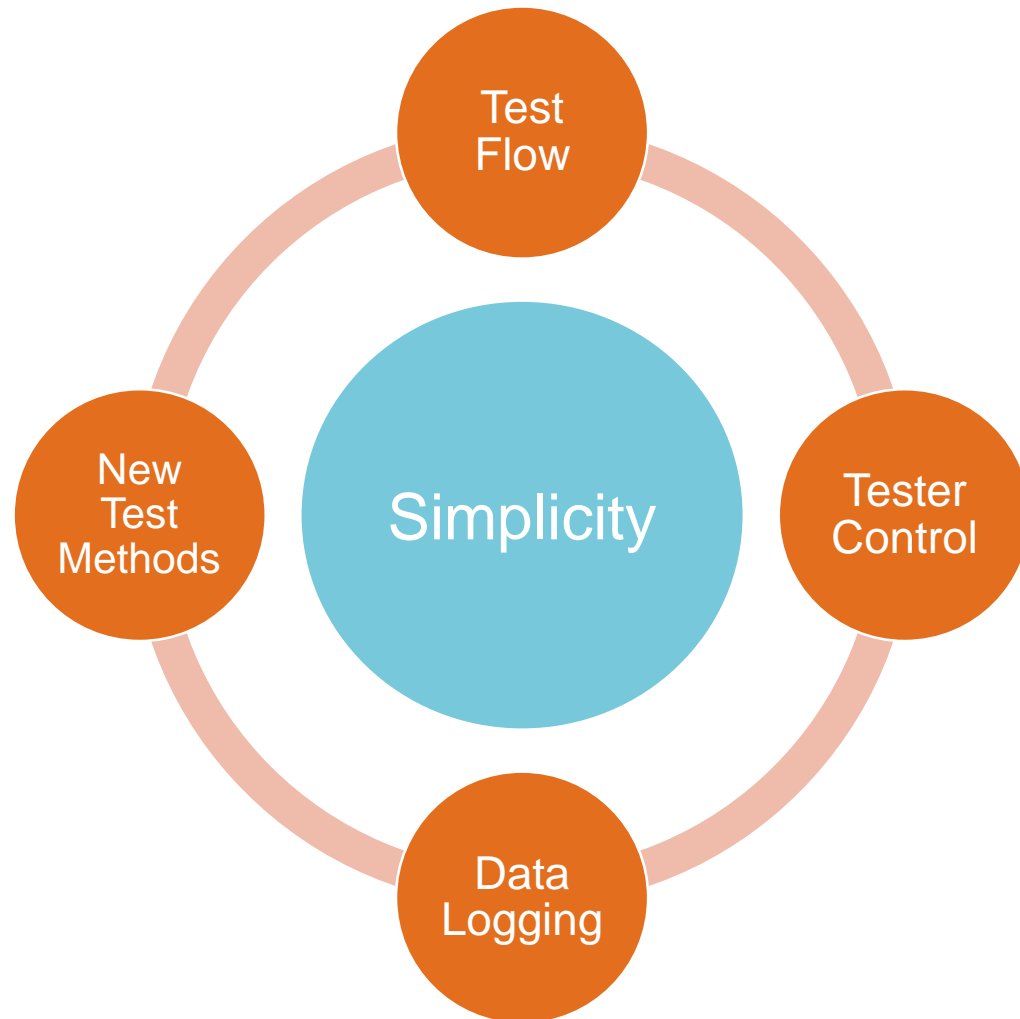 Test
Flow
New
Test
Methods
Simplicity
Tester
Control
Data
Logging